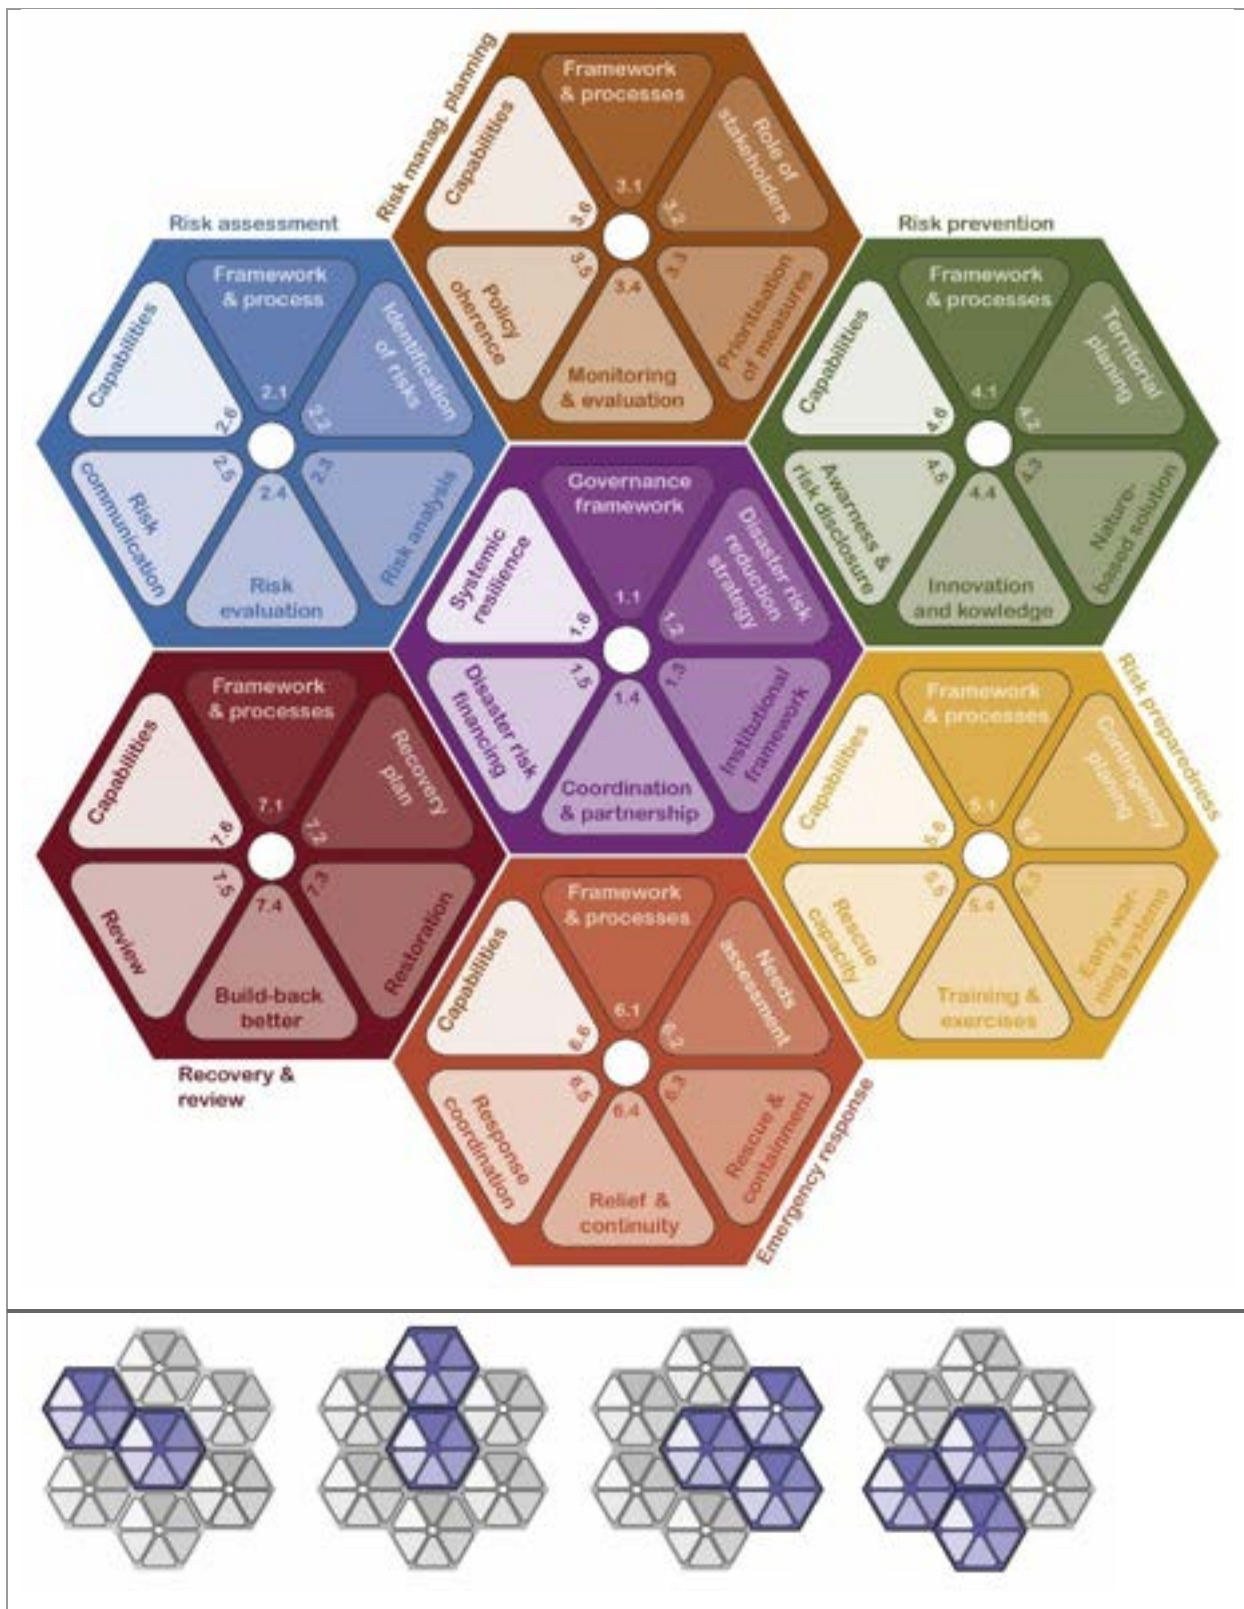 Risk manag. planning
Framework
& processes
3.1
Role of
stakeholders
3.2
Prioritisation
of measures
3.3
Monitoring
& evaluation
3.4
Policy
oherence
3.5
Capabilities
3.6
Risk assessment
Framework
& process
2.1
Identification
of risks
2.2
Risk analysis
2.3
Risk
evaluation
2.4
Risk
communication
2.5
Capabilities
2.6
Risk prevention
Framework
& processes
4.1
Territorial
planing
4.2
Nature-
based solution
4.3
Innovation
and kowledge
4.4
Awarness &
risk disclosure
4.5
Capabilities
4.6
Governance
framework
1.1
Disaster risk
reduction
strategy
1.2
Institutional
framework
1.3
Coordination
& partnership
1.4
Disaster risk
financing
1.5
Systemic
resilience
1.6
Risk preparedness
Framework
& processes
5.1
Contingency
planing
5.2
Early war-
ning systems
5.3
Training &
exercises
5.4
Rescue
capacity
5.5
Capabilities
5.6
Framework
& processes
7.1
Recovery
plan
7.2
Restoration
7.3
Build-back
better
7.4
Review
7.5
Capabilities
7.6
Recovery &
review
Framework
& processes
6.1
Needs
assessment
6.2
Rescue &
containment
6.3
Relief &
continuity
6.4
Response
coordination
6.5
Capabilities
6.6
Emergency response